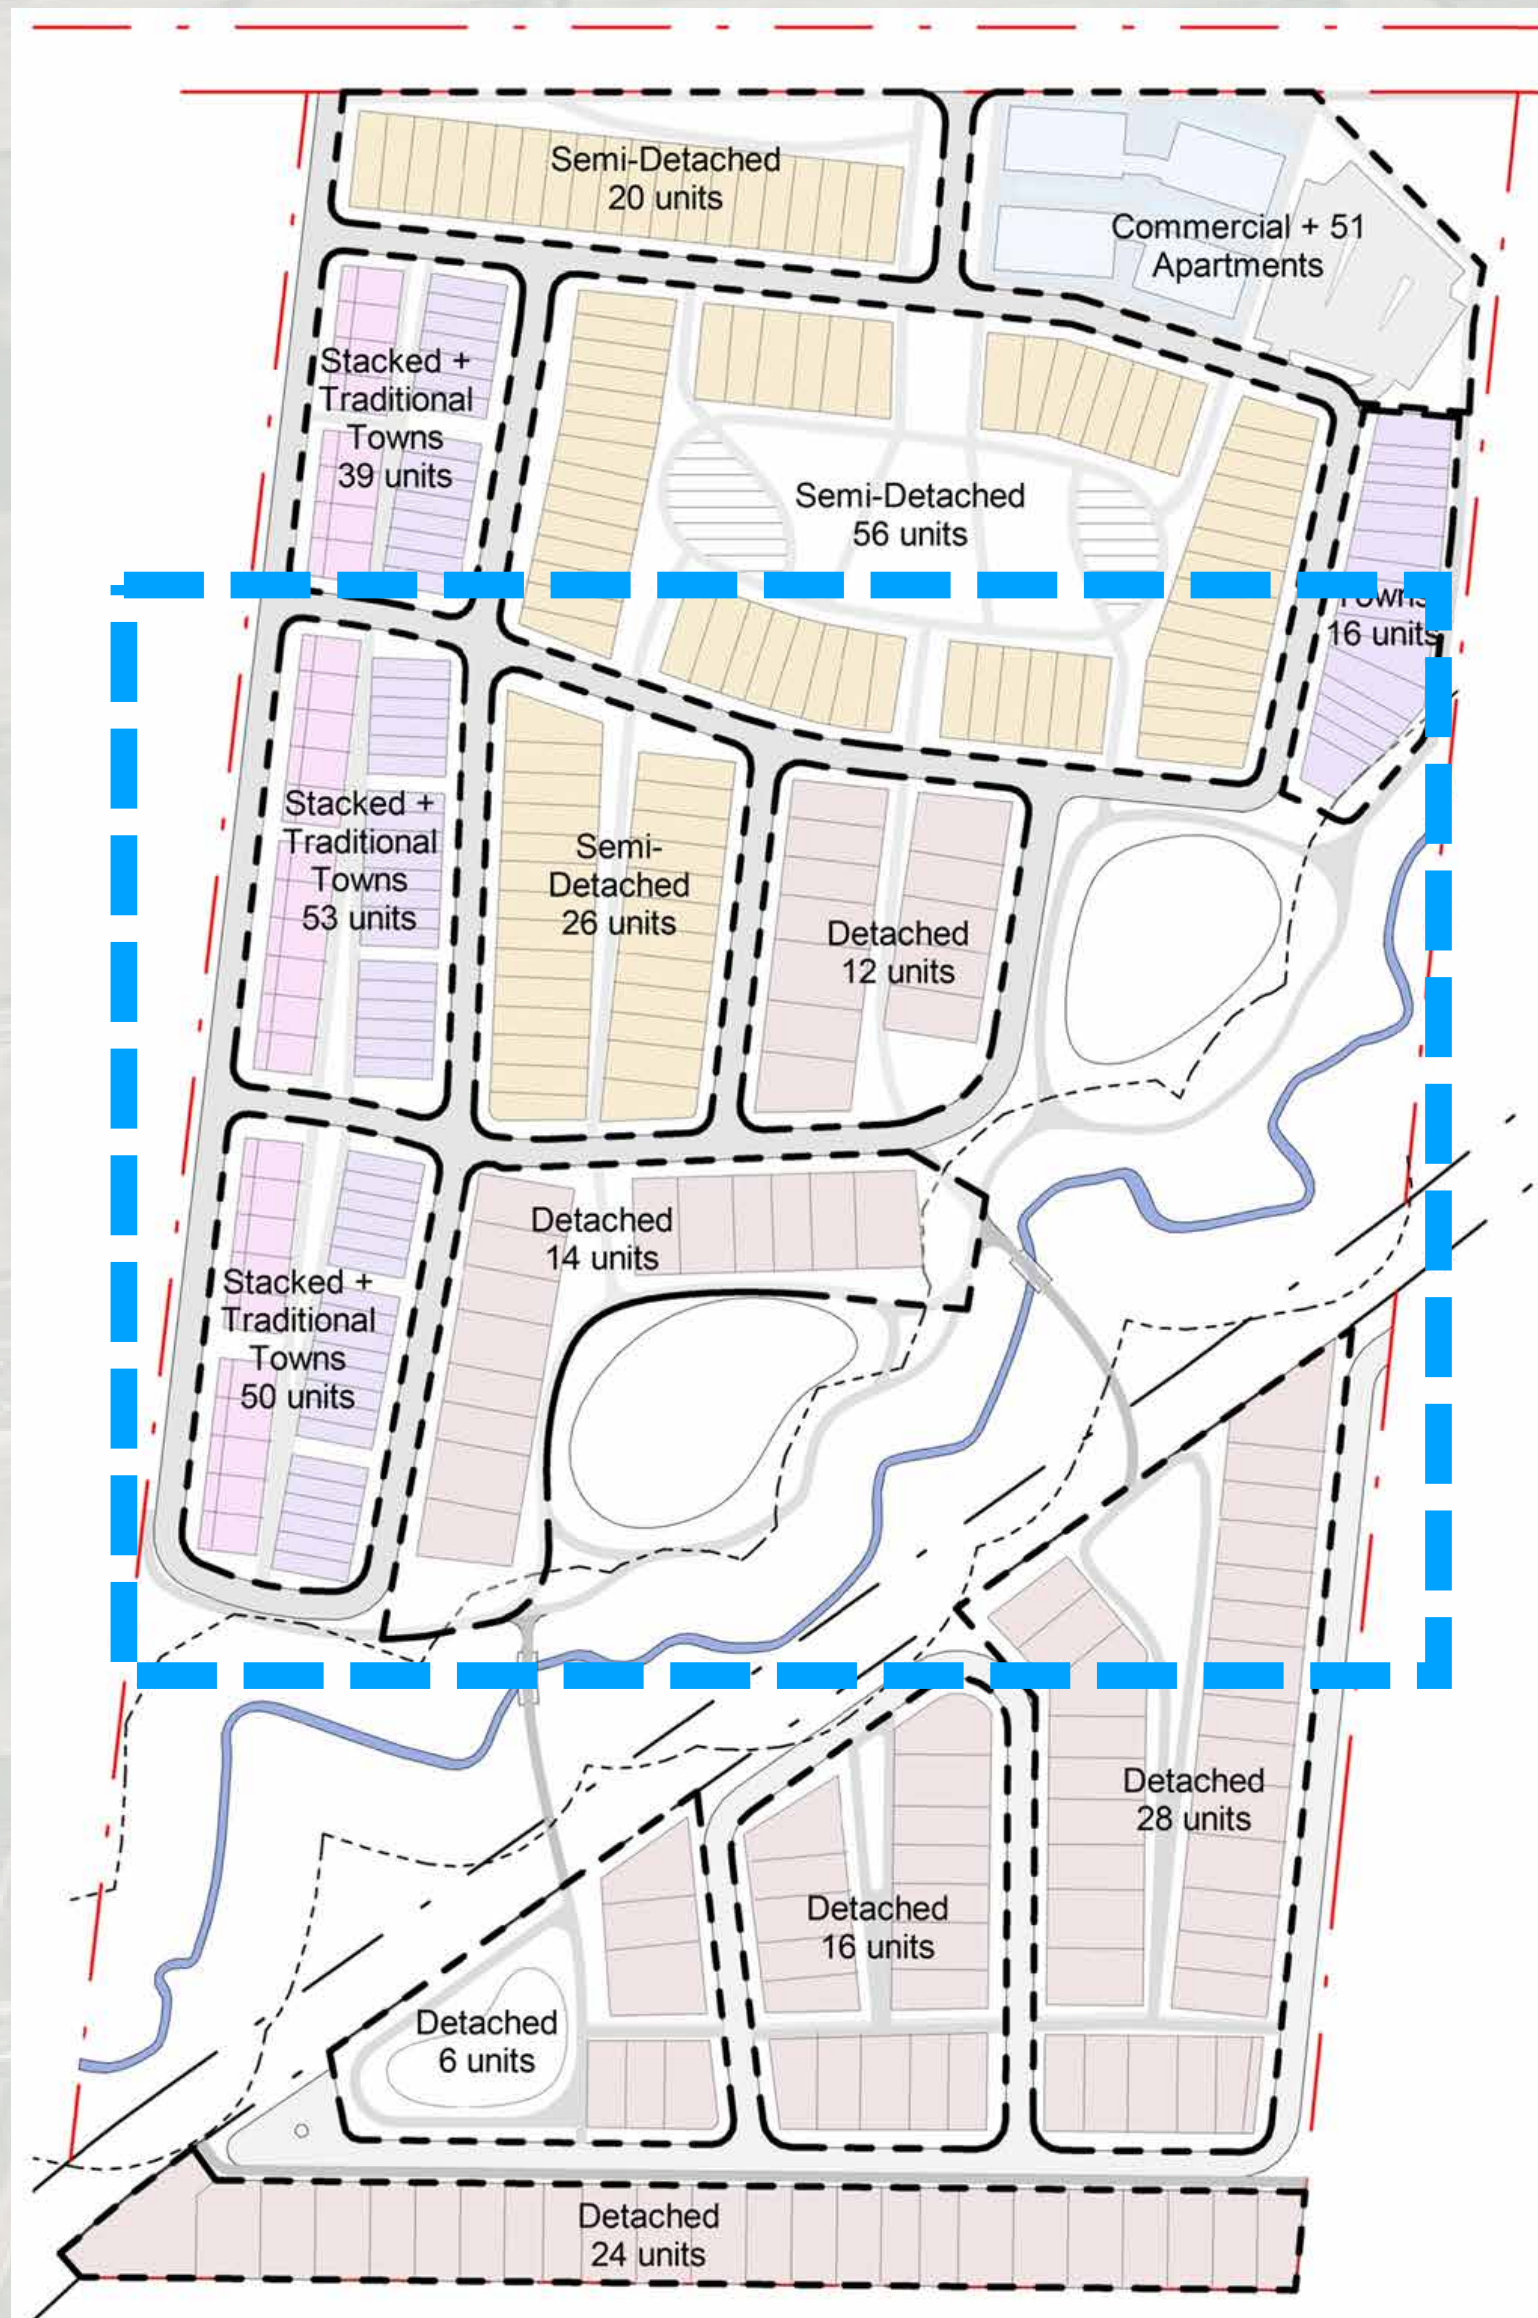 Semi-Detached
20 units
Commercial + 51
Apartments
Stacked +
Traditional
Towns
39 units
Semi-Detached
56 units
Towns
16 units
Stacked +
Traditional
Towns
53 units
Semi-
Detached
26 units
Detached
12 units
Detached
14 units
Stacked +
Traditional
Towns
50 units
Detached
28 units
Detached
16 units
Detached
6 units
Detached
24 units